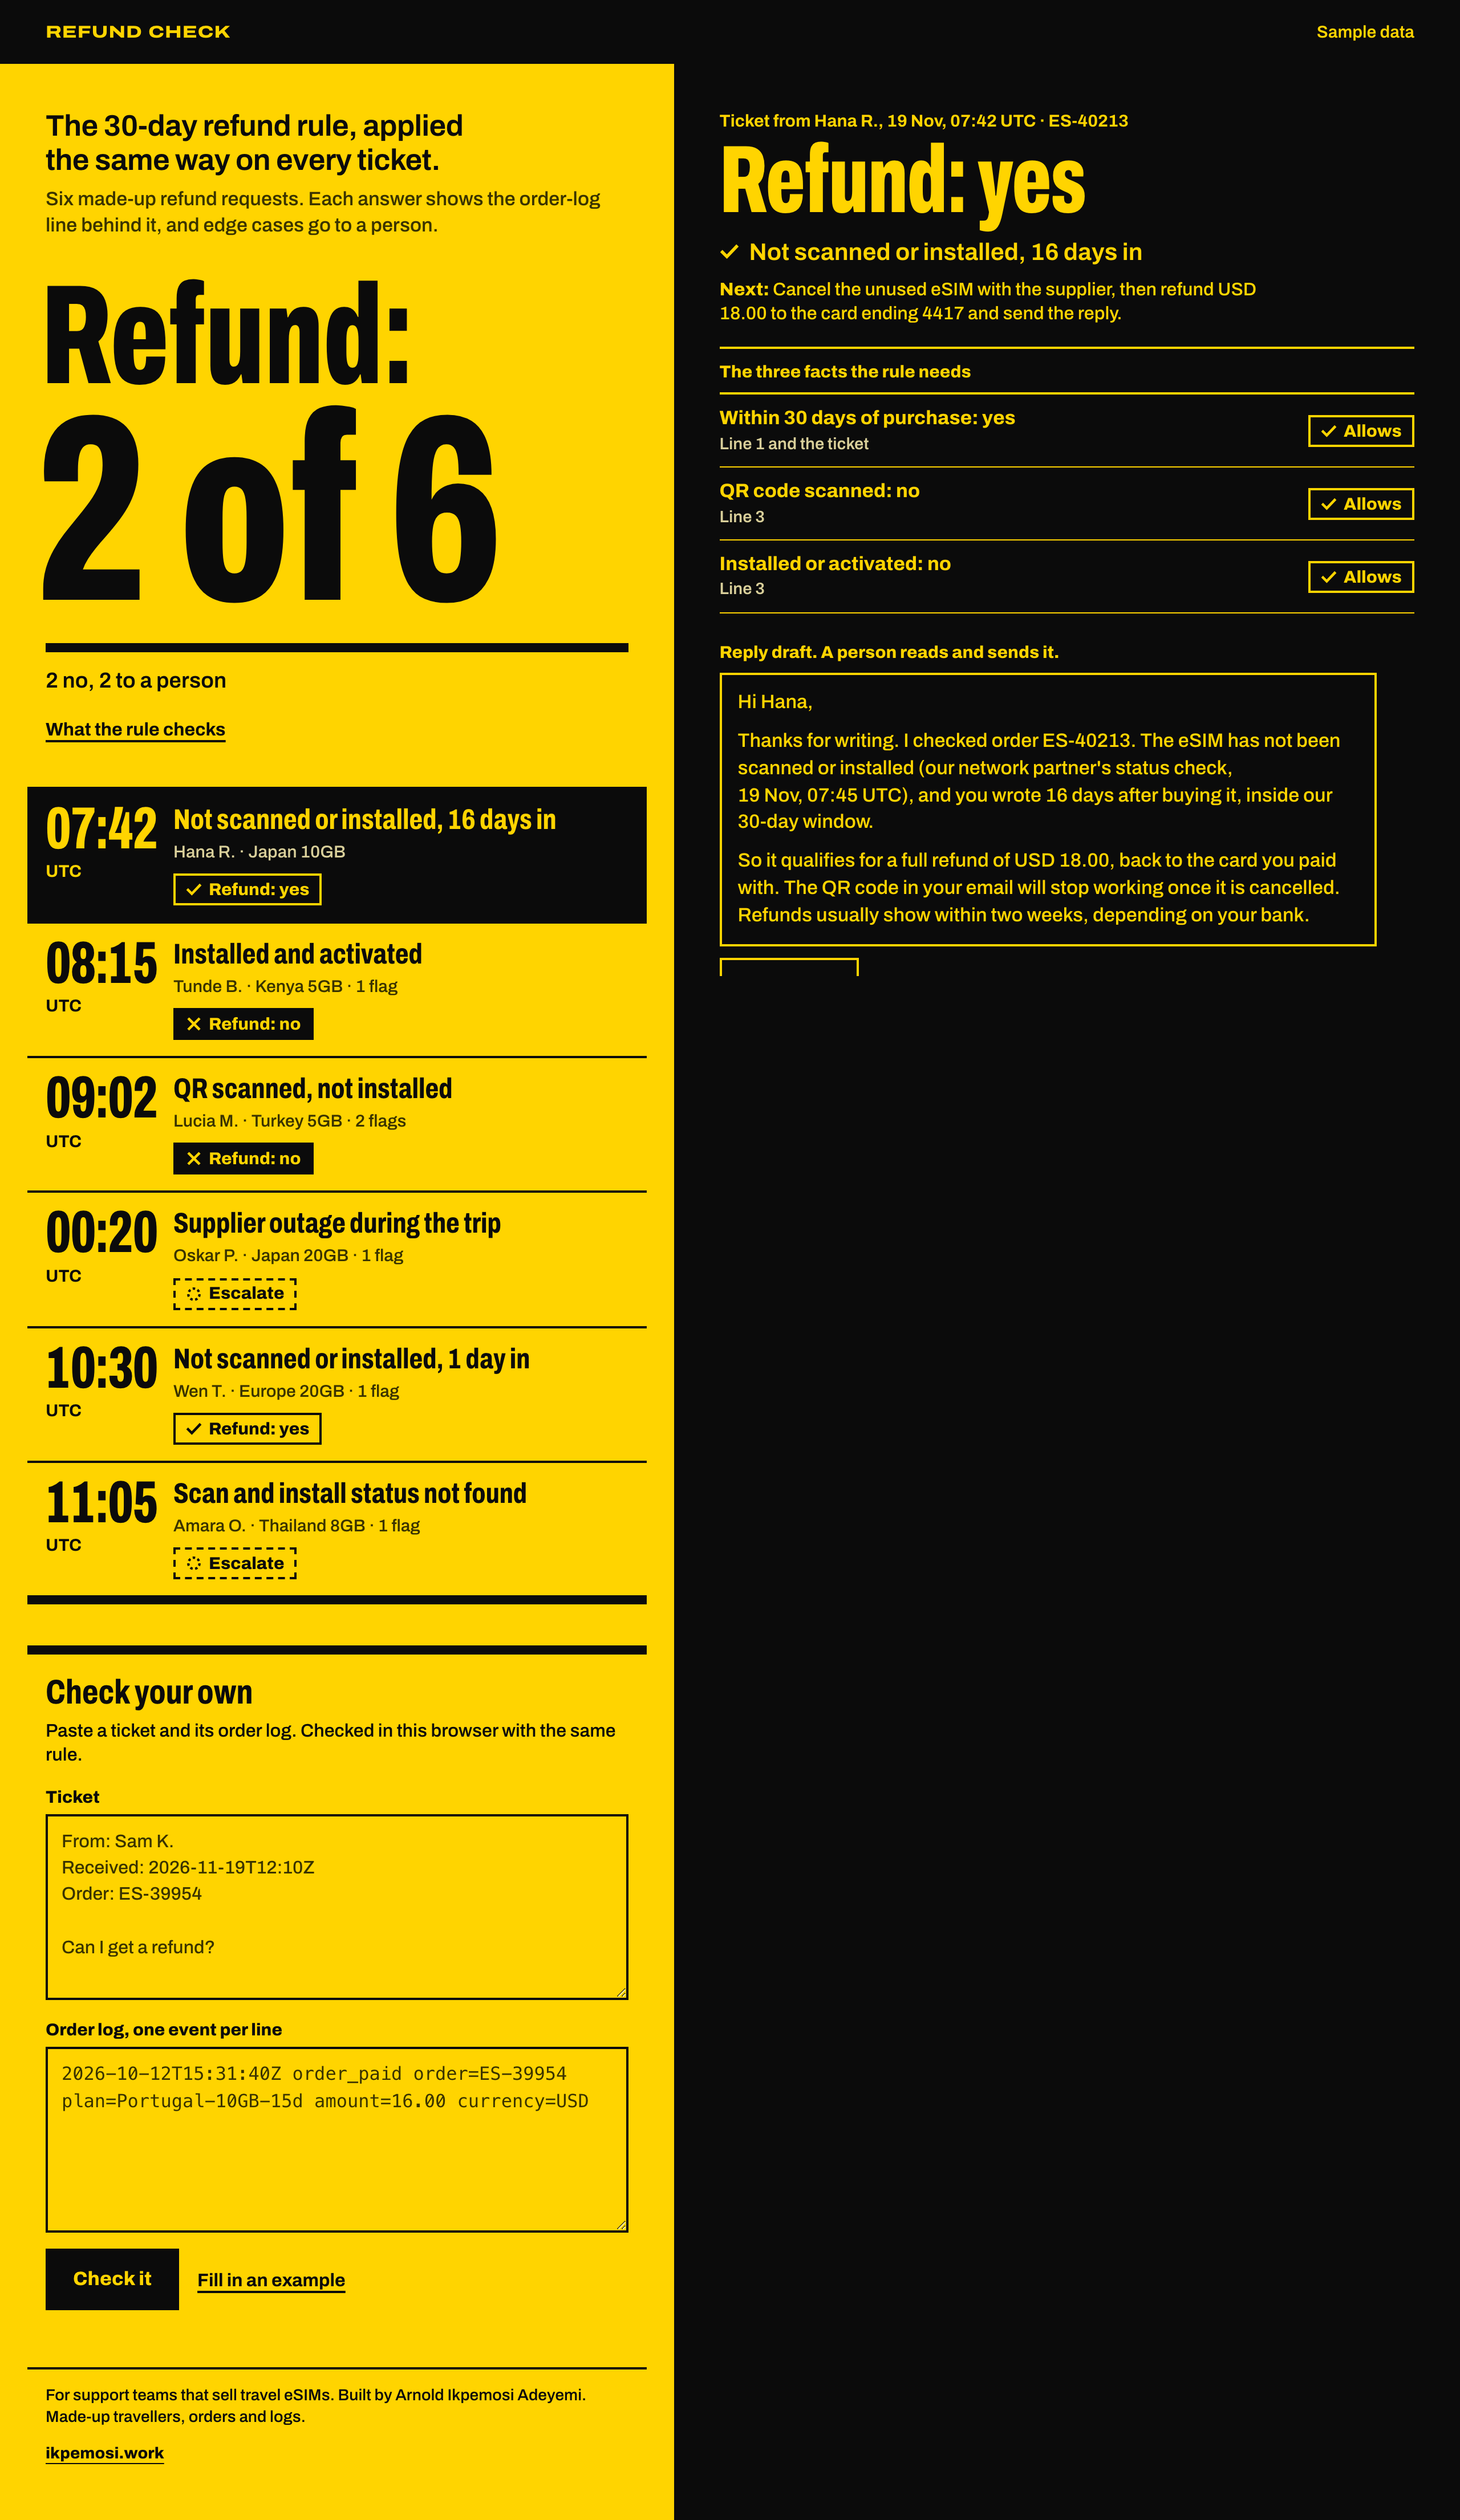 REFUND CHECK
Sample data
The 30-day refund rule, applied
the same way on every ticket.
Six made-up refund requests. Each answer shows the order-log
line behind it, and edge cases go to a person.
Refund:
2 of 6
2 no, 2 to a person
What the rule checks
07:42
UTC
Not scanned or installed, 16 days in
Hana R. · Japan 10GB
Refund: yes
08:15
UTC
Installed and activated
Tunde B. · Kenya 5GB · 1 flag
Refund: no
09:02
UTC
QR scanned, not installed
Lucia M. · Turkey 5GB · 2 flags
Refund: no
00:20
UTC
Supplier outage during the trip
Oskar P. · Japan 20GB · 1 flag
Escalate
10:30
UTC
Not scanned or installed, 1 day in
Wen T. · Europe 20GB · 1 flag
Refund: yes
11:05
UTC
Scan and install status not found
Amara O. · Thailand 8GB · 1 flag
Escalate
Check your own
Paste a ticket and its order log. Checked in this browser with the same
rule.
Ticket
From: Sam K.
Received: 2026-11-19T12:10Z
Order: ES-39954
Can I get a refund?
Order log, one event per line
2026-10-12T15:31:40Z order_paid order=ES-39954
plan=Portugal-10GB-15d amount=16.00 currency=USD
Check it
Fill in an example
For support teams that sell travel eSIMs. Built by Arnold Ikpemosi Adeyemi.
Made-up travellers, orders and logs.
ikpemosi.work
Ticket from Hana R., 19 Nov, 07:42 UTC · ES-40213
Refund: yes
Not scanned or installed, 16 days in
Next: Cancel the unused eSIM with the supplier, then refund USD
18.00 to the card ending 4417 and send the reply.
The three facts the rule needs
Within 30 days of purchase: yes
Line 1 and the ticket
Allows
QR code scanned: no
Line 3
Allows
Installed or activated: no
Line 3
Allows
Reply draft. A person reads and sends it.
Hi Hana,
Thanks for writing. I checked order ES-40213. The eSIM has not been
scanned or installed (our network partner's status check,
19 Nov, 07:45 UTC), and you wrote 16 days after buying it, inside our
30-day window.
So it qualifies for a full refund of USD 18.00, back to the card you paid
with. The QR code in your email will stop working once it is cancelled.
Refunds usually show within two weeks, depending on your bank.